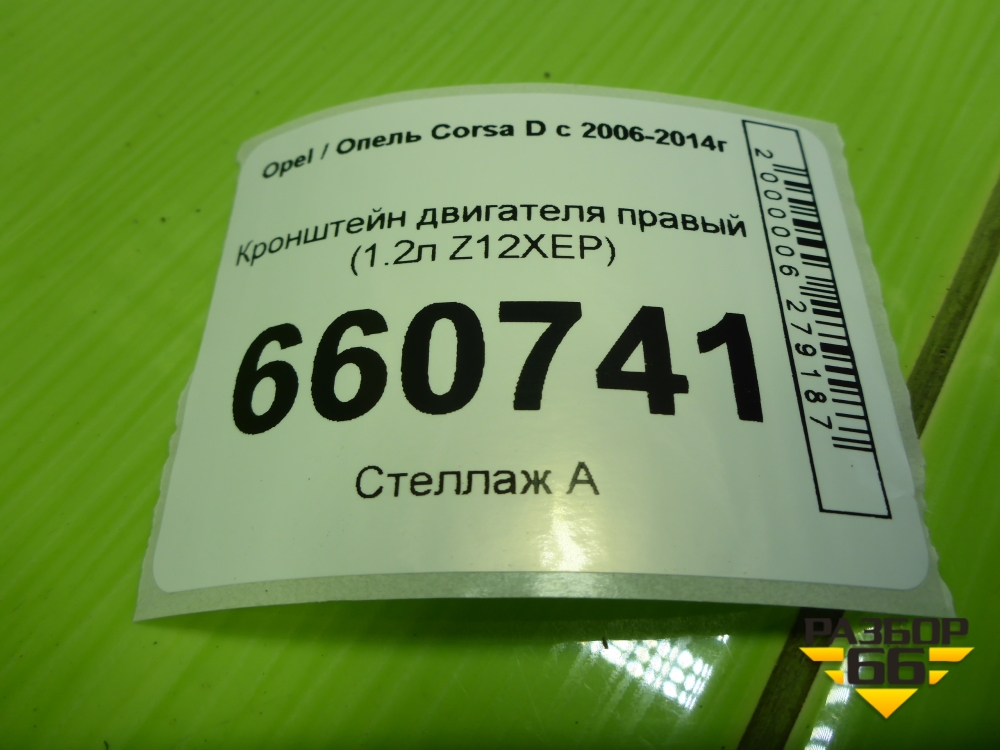 Opel / Опель Corsa D с 2006-2014г
Кронштейн двигателя правый
(1.2л Z12XEP)
660741
Стеллаж А
2000006279187
РАЗБОР
66